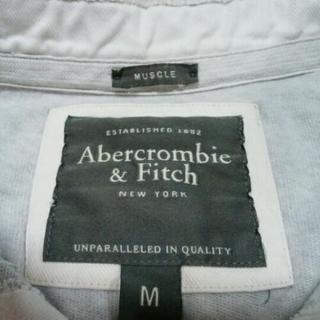 MUSCLE
ESTABLISHED 1892
Abercrombie
& Fitch
NEW YORK
UNPARALLELED IN QUALITY
M